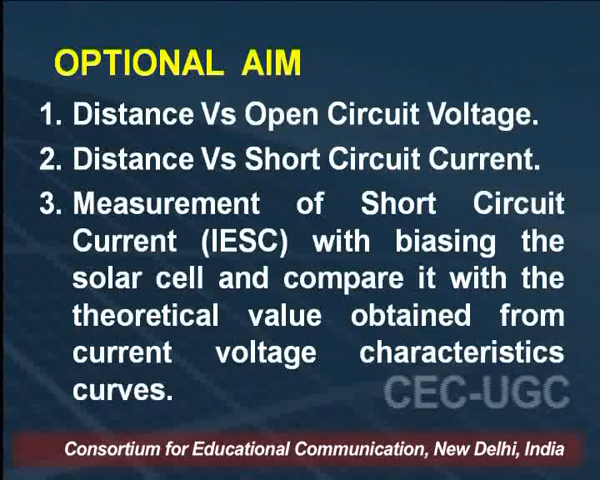 OPTIONAL AIM
1. Distance Vs Open Circuit Voltage.
2. Distance Vs Short Circuit Current.
3. Measurement of Short Circuit
Current (IESC) with biasing the
solar cell and compare it with the
theoretical value obtained from
current voltage characteristics
curves.
CEC-UGC
Consortium for Educational Communication, New Delhi, India